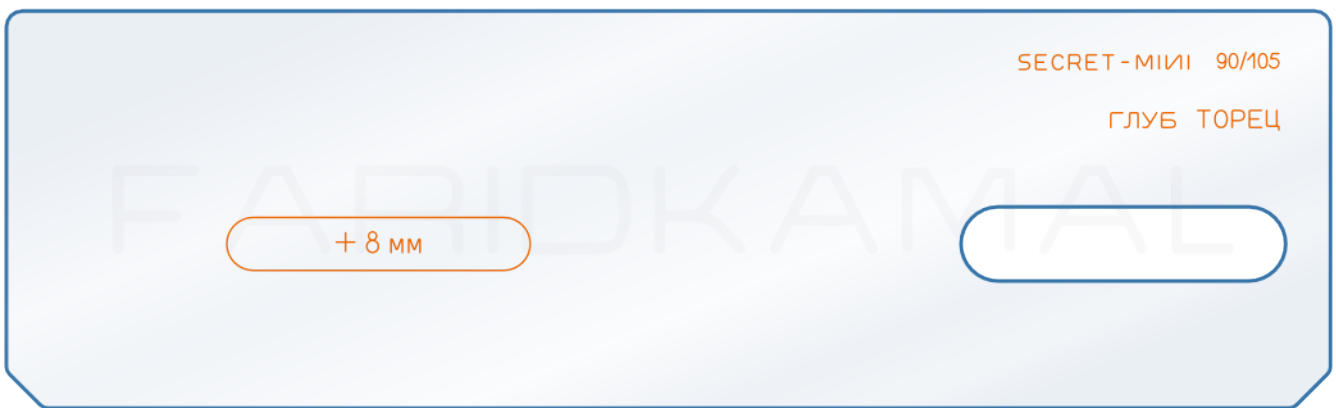 SECRET-MINI 90/105
ГЛУБ ТОРЕЦ
FARIDKAMAL
+ 8 мм